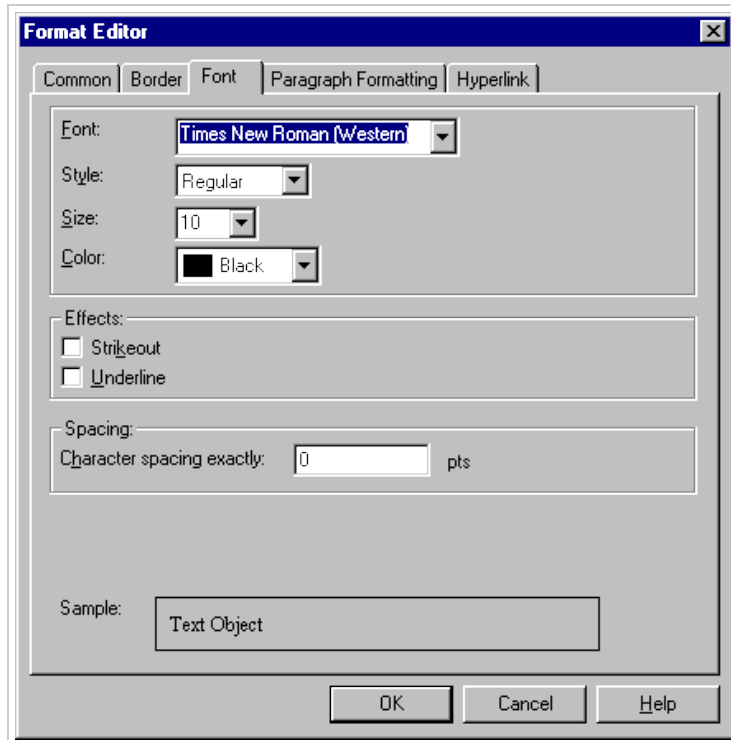 Format Editor
Common Border Font Paragraph Formatting Hyperlink
Font: Times New Roman (Western)
Style: Regular
Size: 10
Color: Black
Effects:
Strikeout
Underline
Spacing:
Character spacing exactly: 0 pts
Sample: Text Object
OK Cancel Help